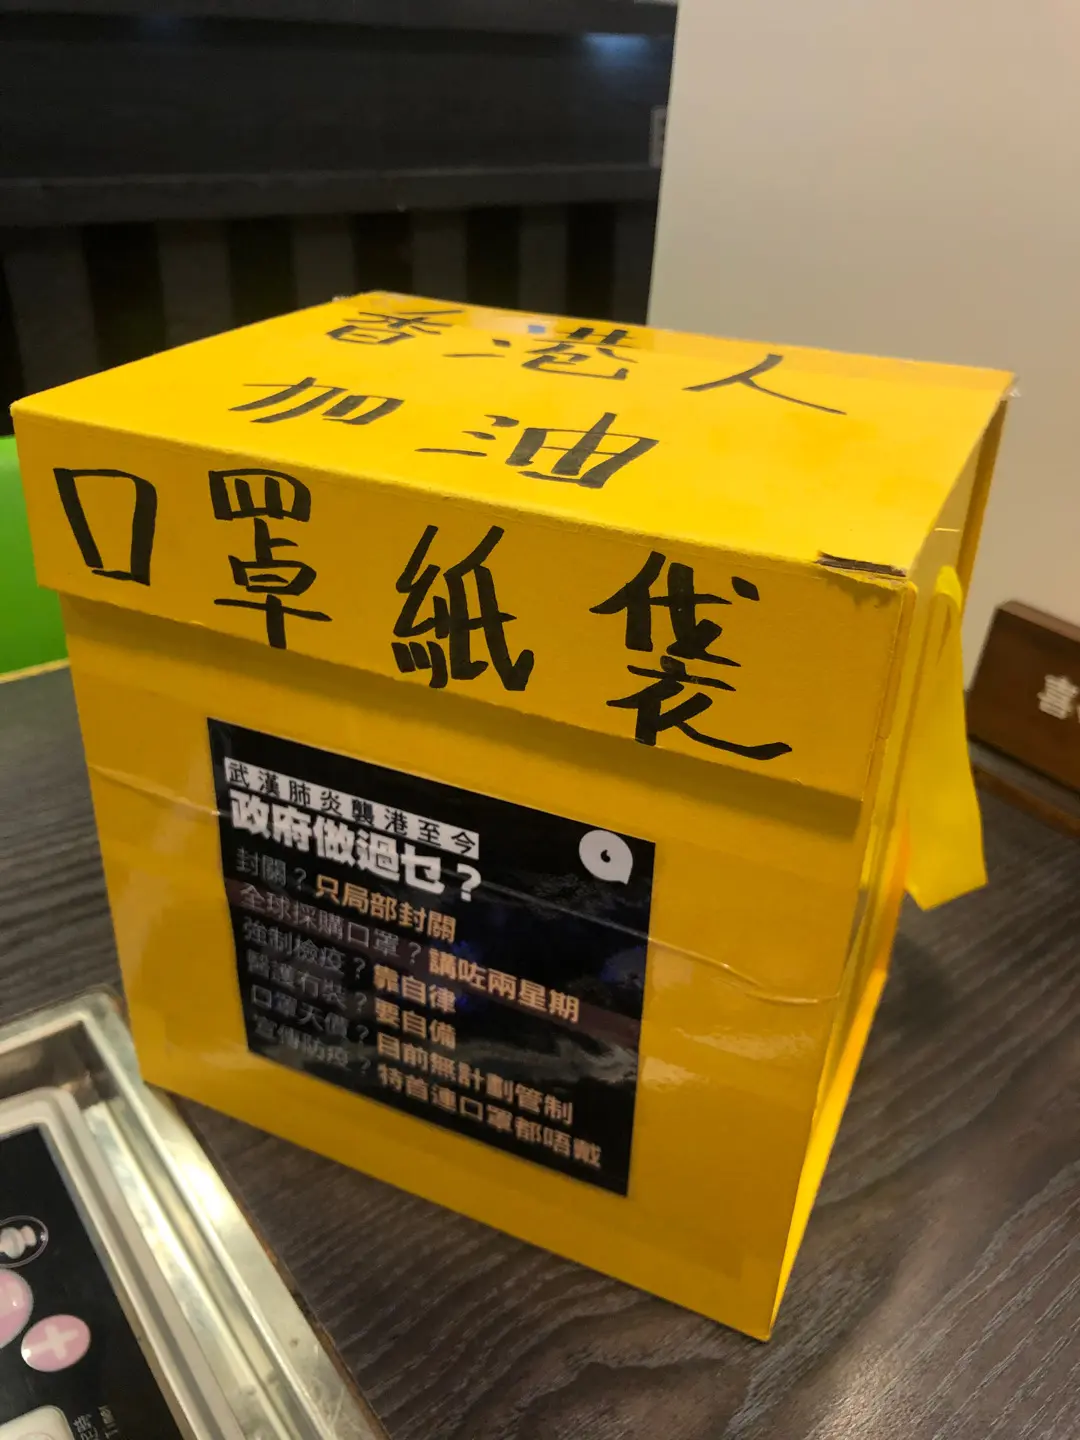 香港人
加油
口罩紙袋
武漢肺炎襲港至今
政府做過乜？
封關？只局部封關
全球採購口罩？講咗兩星期
強制檢疫？靠自律
醫護冇裝？要自備
口罩天價？目前無計劃管制
宣傳防疫？特首連口罩都唔戴
喜